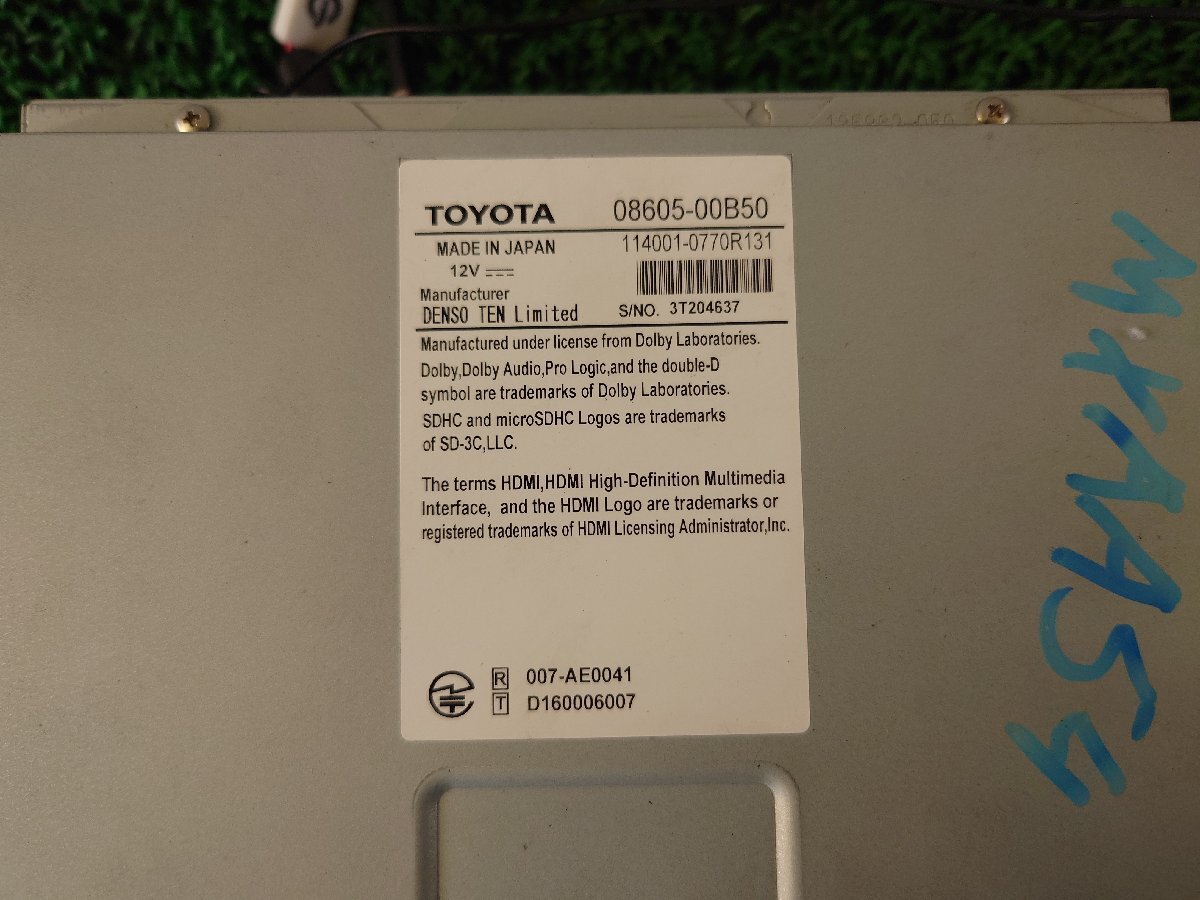 TOYOTA 08605-00B50
MADE IN JAPAN 114001-0770R131
12V
Manufacturer
DENSO TEN Limited S/NO. 3T204637
Manufactured under license from Dolby Laboratories.
Dolby,Dolby Audio,Pro Logic,and the double-D
symbol are trademarks of Dolby Laboratories.
SDHC and microSDHC Logos are trademarks
of SD-3C,LLC.
The terms HDMI,HDMI High-Definition Multimedia
Interface, and the HDMI Logo are trademarks or
registered trademarks of HDMI Licensing Administrator,Inc.
R 007-AE0041
T D160006007
MXAA54